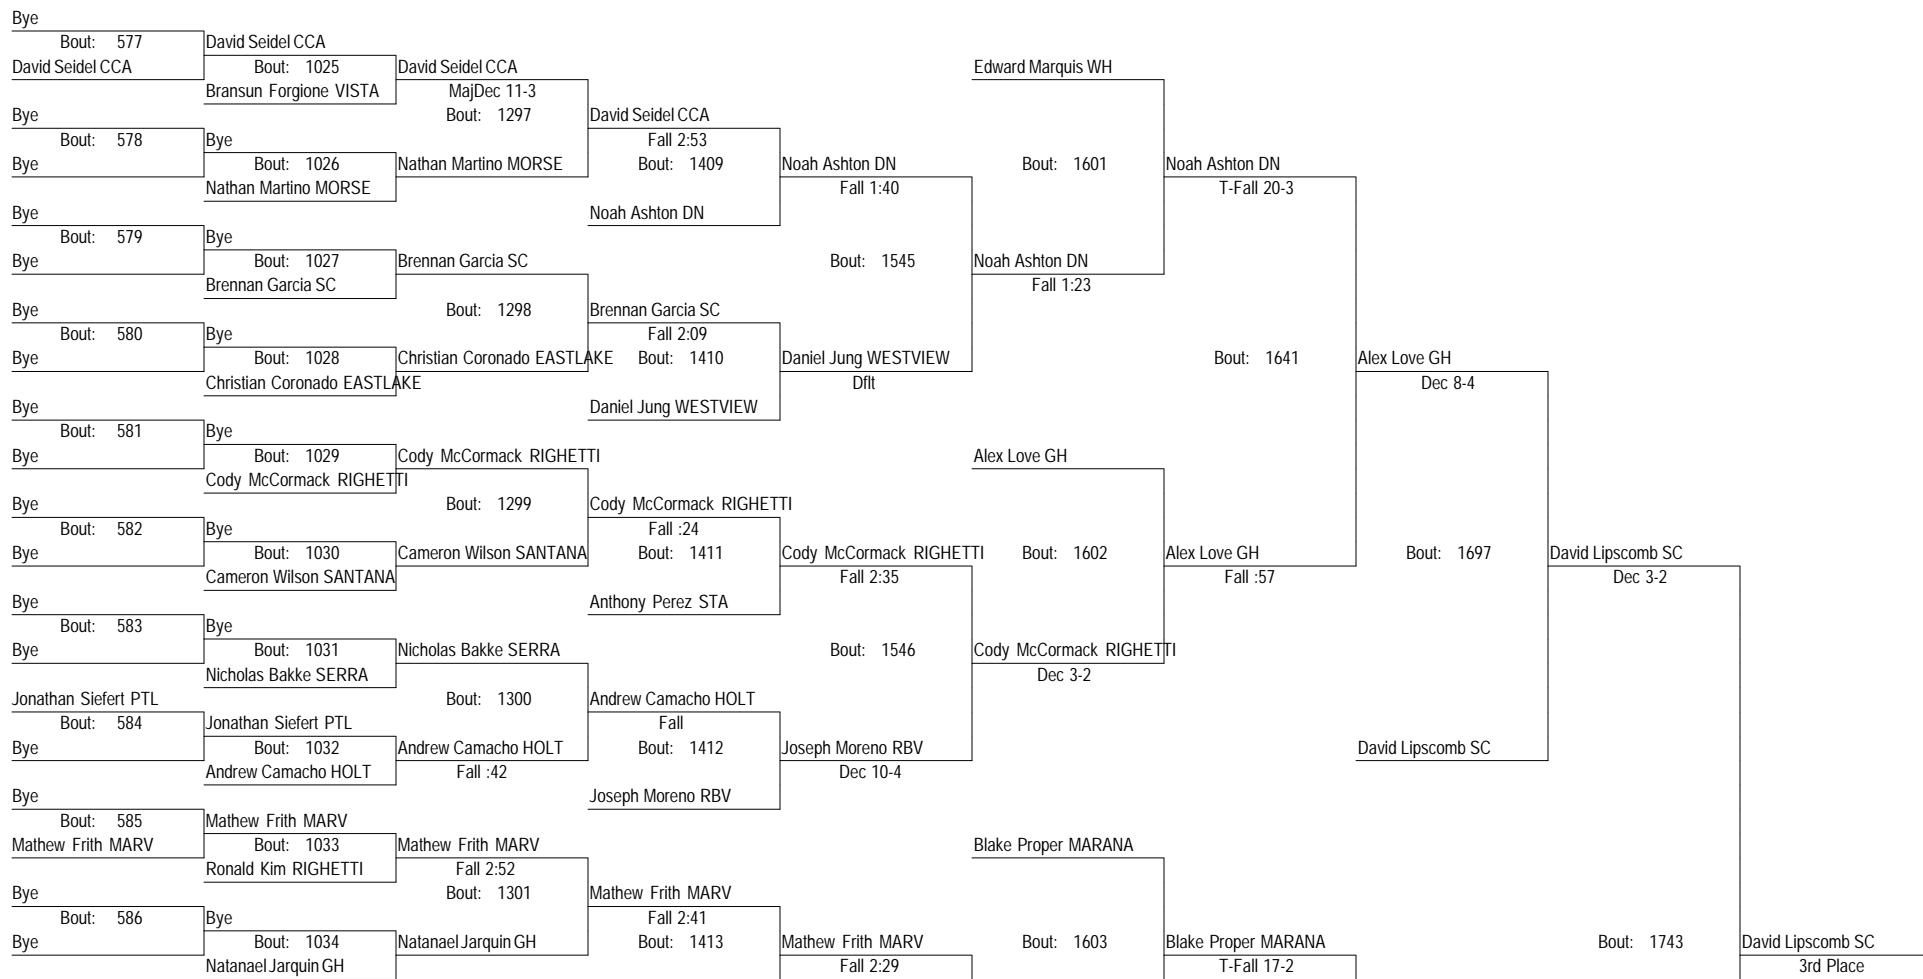 Bye
Bout: 577 David Seidel CCA
David Seidel CCA Bout: 1025 David Seidel CCA Edward Marquis WH
Bransun Forgione VISTA MajDec 11-3
Bye Bout: 1297 David Seidel CCA
Bout: 578 Bye Fall 2:53
Bye Bout: 1026 Nathan Martino MORSE Bout: 1409 Noah Ashton DN Bout: 1601 Noah Ashton DN
Nathan Martino MORSE Fall 1:40 T-Fall 20-3
Bye Noah Ashton DN
Bout: 579 Bye
Bye Bout: 1027 Brennan Garcia SC Bout: 1545 Noah Ashton DN
Brennan Garcia SC Fall 1:23
Bye Bout: 1298 Brennan Garcia SC
Bout: 580 Bye Fall 2:09
Bye Bout: 1028 Christian Coronado EASTLAKE Bout: 1410 Daniel Jung WESTVIEW Bout: 1641 Alex Love GH
Christian Coronado EASTLAKE Dflt Dec 8-4
Bye Daniel Jung WESTVIEW
Bout: 581 Bye
Bye Bout: 1029 Cody McCormack RIGHETTI Alex Love GH
Cody McCormack RIGHETTI
Bye Bout: 1299 Cody McCormack RIGHETTI
Bout: 582 Bye Fall :24
Bye Bout: 1030 Cameron Wilson SANTANA Bout: 1411 Cody McCormack RIGHETTI Bout: 1602 Alex Love GH Bout: 1697 David Lipscomb SC
Cameron Wilson SANTANA Fall 2:35 Fall :57 Dec 3-2
Bye Anthony Perez STA
Bout: 583 Bye
Bye Bout: 1031 Nicholas Bakke SERRA Bout: 1546 Cody McCormack RIGHETTI
Nicholas Bakke SERRA Dec 3-2
Jonathan Siefert PTL Bout: 1300 Andrew Camacho HOLT
Bout: 584 Jonathan Siefert PTL Fall
Bye Bout: 1032 Andrew Camacho HOLT Bout: 1412 Joseph Moreno RBV David Lipscomb SC
Andrew Camacho HOLT Fall :42 Dec 10-4
Bye Joseph Moreno RBV
Bout: 585 Mathew Frith MARV
Mathew Frith MARV Bout: 1033 Mathew Frith MARV Blake Proper MARANA
Ronald Kim RIGHETTI Fall 2:52
Bye Bout: 1301 Mathew Frith MARV
Bout: 586 Bye Fall 2:41
Bye Bout: 1034 Natanael Jarquin GH Bout: 1413 Mathew Frith MARV Bout: 1603 Blake Proper MARANA Bout: 1743 David Lipscomb SC
Natanael Jarquin GH Fall 2:29 T-Fall 17-2 3rd Place